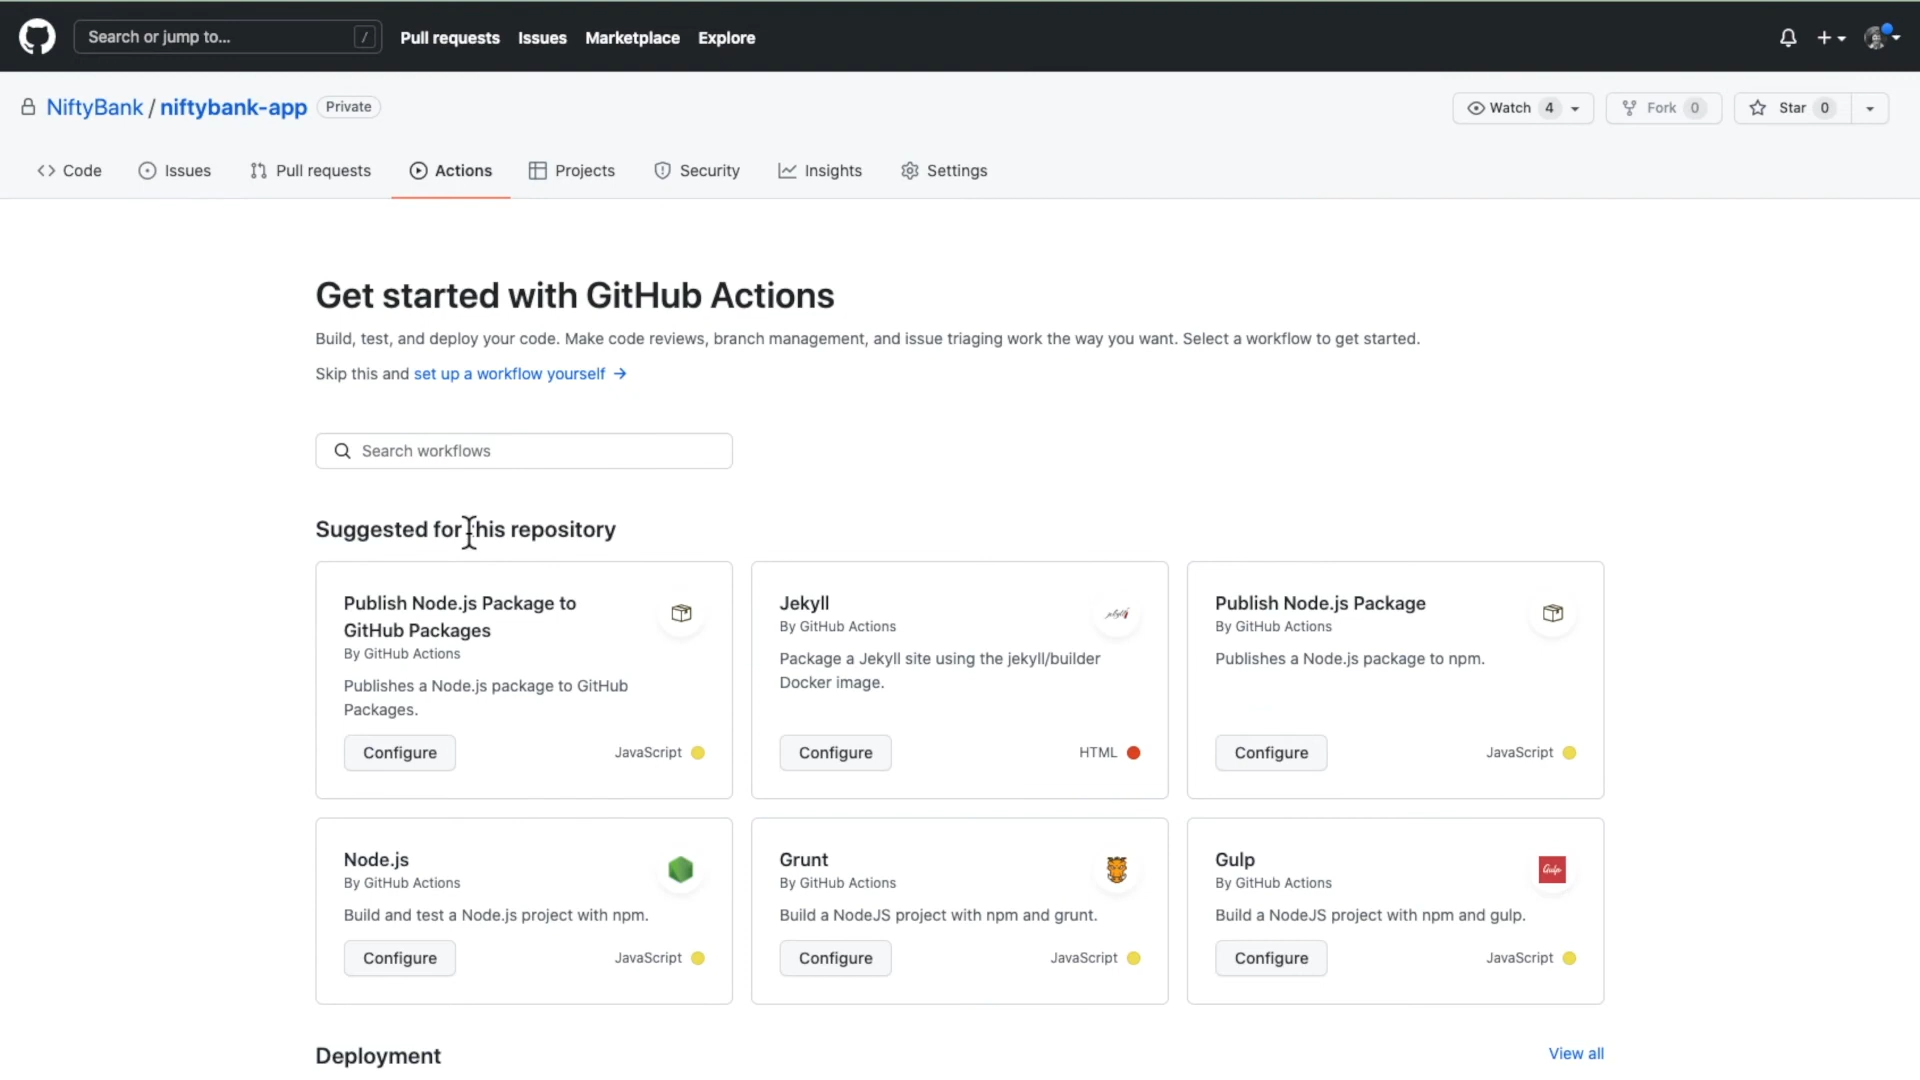 Search or jump to... /
Pull requests Issues Marketplace Explore
NiftyBank / niftybank-app Private
Watch 4 Fork 0 Star 0
Code Issues Pull requests Actions Projects Security Insights Settings
Get started with GitHub Actions
Build, test, and deploy your code. Make code reviews, branch management, and issue triaging work the way you want. Select a workflow to get started.
Skip this and set up a workflow yourself →
Search workflows
Suggested for this repository
Publish Node.js Package to
GitHub Packages
By GitHub Actions
Publishes a Node.js package to GitHub
Packages.
Configure JavaScript
Jekyll
By GitHub Actions
jekyll
Package a Jekyll site using the jekyll/builder
Docker image.
Configure HTML
Publish Node.js Package
By GitHub Actions
Publishes a Node.js package to npm.
Configure JavaScript
Node.js
By GitHub Actions
Build and test a Node.js project with npm.
Configure JavaScript
Grunt
By GitHub Actions
Build a NodeJS project with npm and grunt.
Configure JavaScript
Gulp
By GitHub Actions
Gulp
Build a NodeJS project with npm and gulp.
Configure JavaScript
Deployment
View all